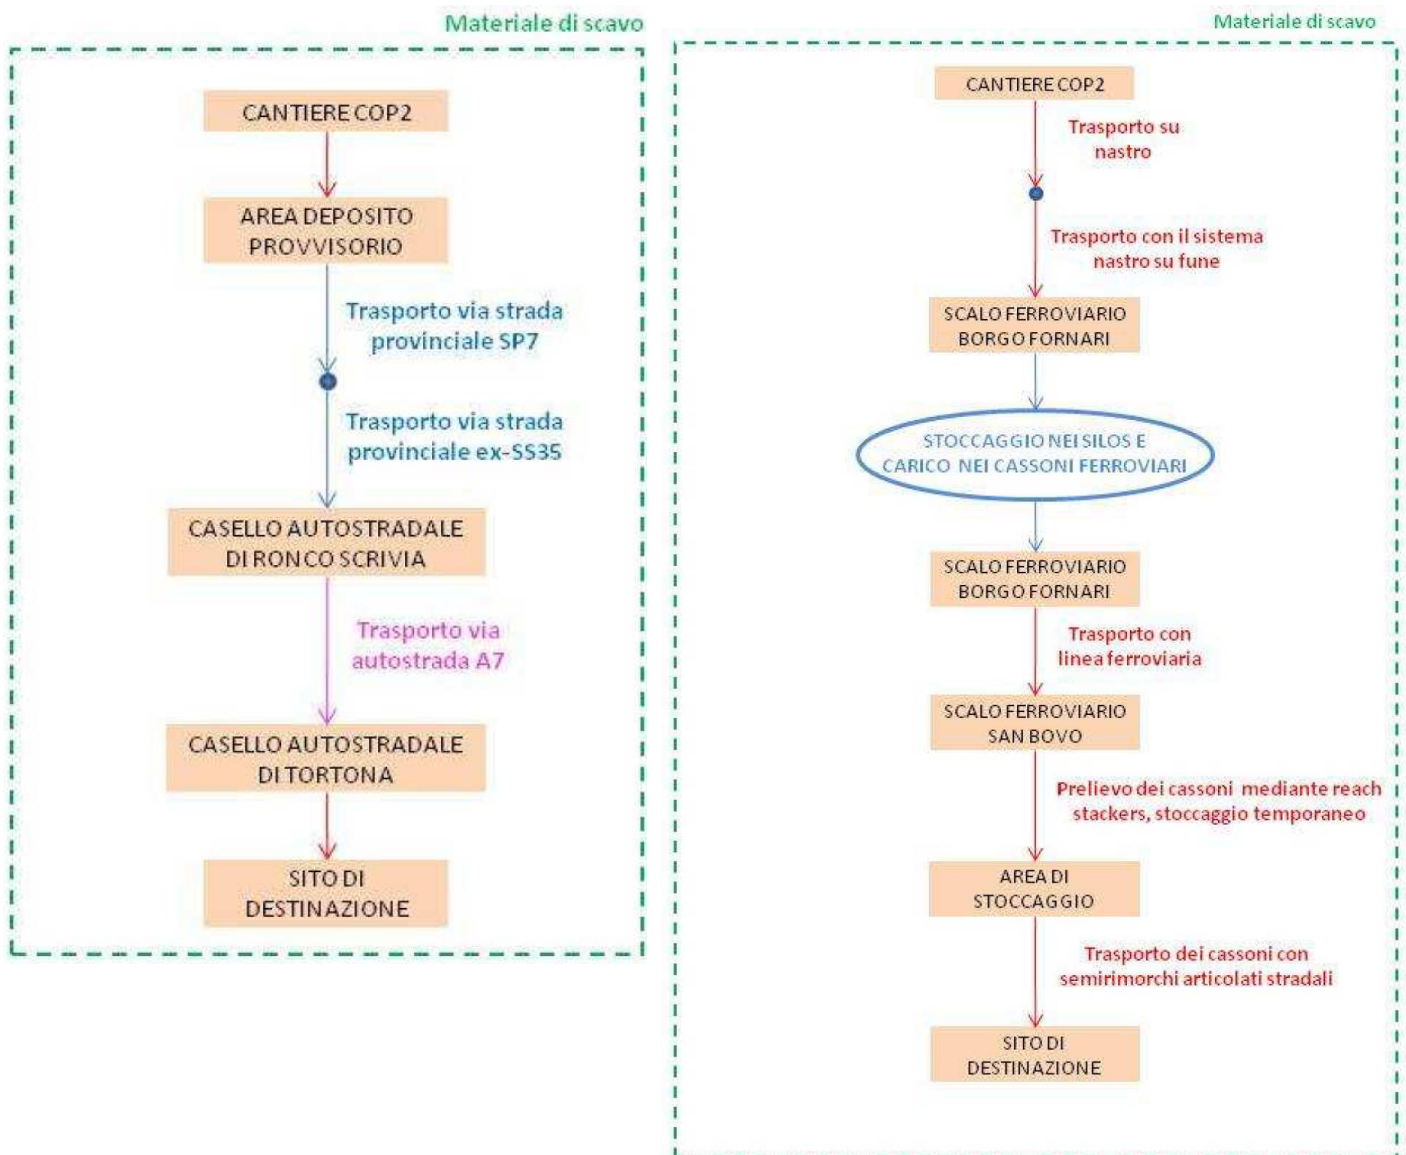 Materiale di scavo
CANTIERE COP2
AREA DEPOSITO
PROVVISORIO
Trasporto via strada
provinciale SP7
Trasporto via strada
provinciale ex-SS35
CASELLO AUTOSTRADALE
DI RONCO SCRIVIA
Trasporto via
autostrada A7
CASELLO AUTOSTRADALE
DI TORTONA
SITO DI
DESTINAZIONE
Materiale di scavo
CANTIERE COP2
Trasporto su
nastro
Trasporto con il sistema
nastro su fune
SCALO FERROVIARIO
BORGO FORNARI
STOCCAGGIO NEI SILOS E
CARICO NEI CASSONI FERROVIARI
SCALO FERROVIARIO
BORGO FORNARI
Trasporto con
linea ferroviaria
SCALO FERROVIARIO
SAN BOVO
Prelievo dei cassoni mediante reach
stackers, stoccaggio temporaneo
AREA DI
STOCCAGGIO
Trasporto dei cassoni con
semirimorchi articolati stradali
SITO DI
DESTINAZIONE